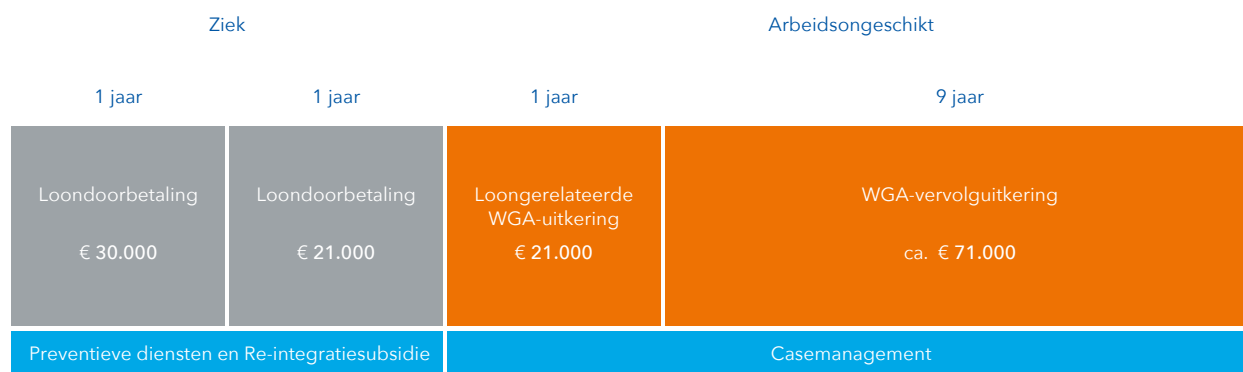 Ziek
Arbeidsongeschikt
1 jaar
1 jaar
1 jaar
9 jaar
Loondoorbetaling
€ 30.000
Loondoorbetaling
€ 21.000
Loongerelateerde
WGA-uitkering
€ 21.000
WGA-vervolguitkering
ca. € 71.000
Preventieve diensten en Re-integratiesubsidie
Casemanagement